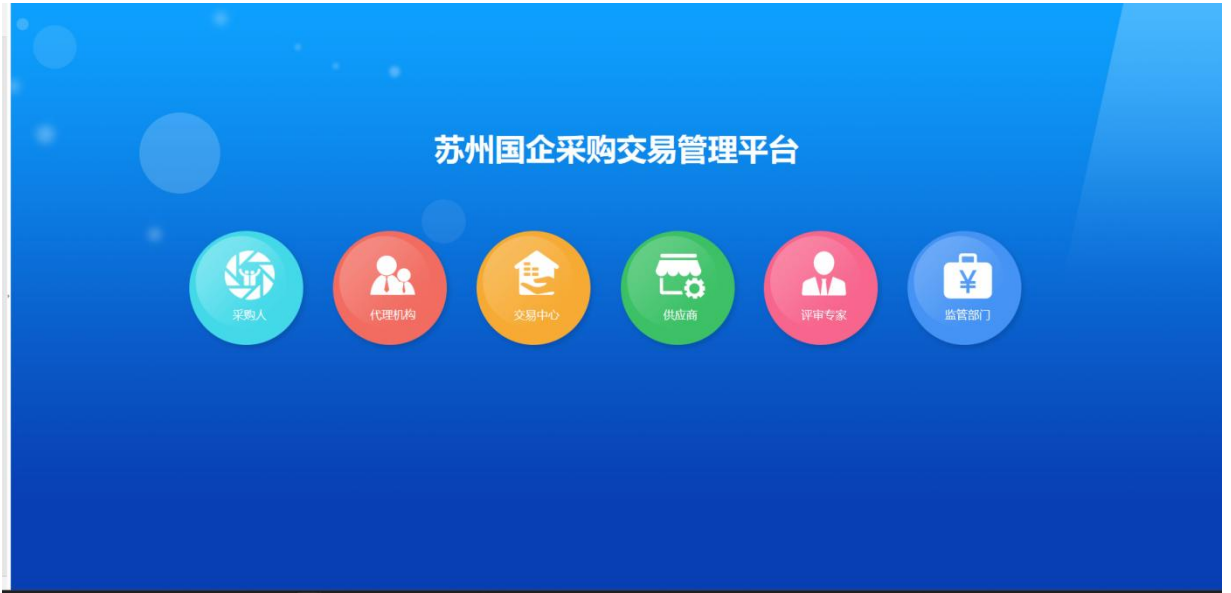 苏州国企采购交易管理平台
采购人
代理机构
交易中心
供应商
评审专家
监管部门